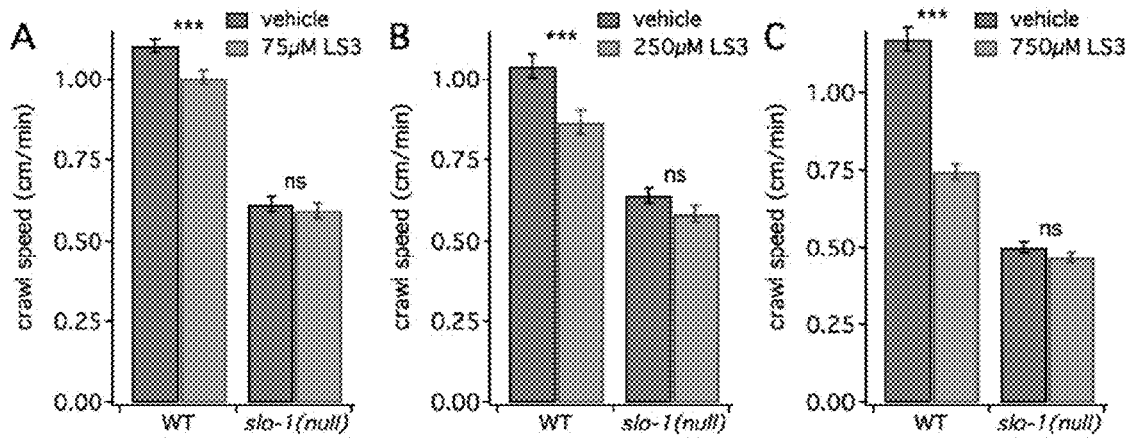 A
vehicle
75µM LS3
***
ns
1.00
0.75
0.50
0.25
0.00
crawl speed (cm/min)
WT
slo-1(null)
B
vehicle
250µM LS3
***
ns
1.00
0.75
0.50
0.25
0.00
crawl speed (cm/min)
WT
slo-1(null)
C
vehicle
750µM LS3
***
ns
1.00
0.75
0.50
0.25
0.00
crawl speed (cm/min)
WT
slo-1(null)